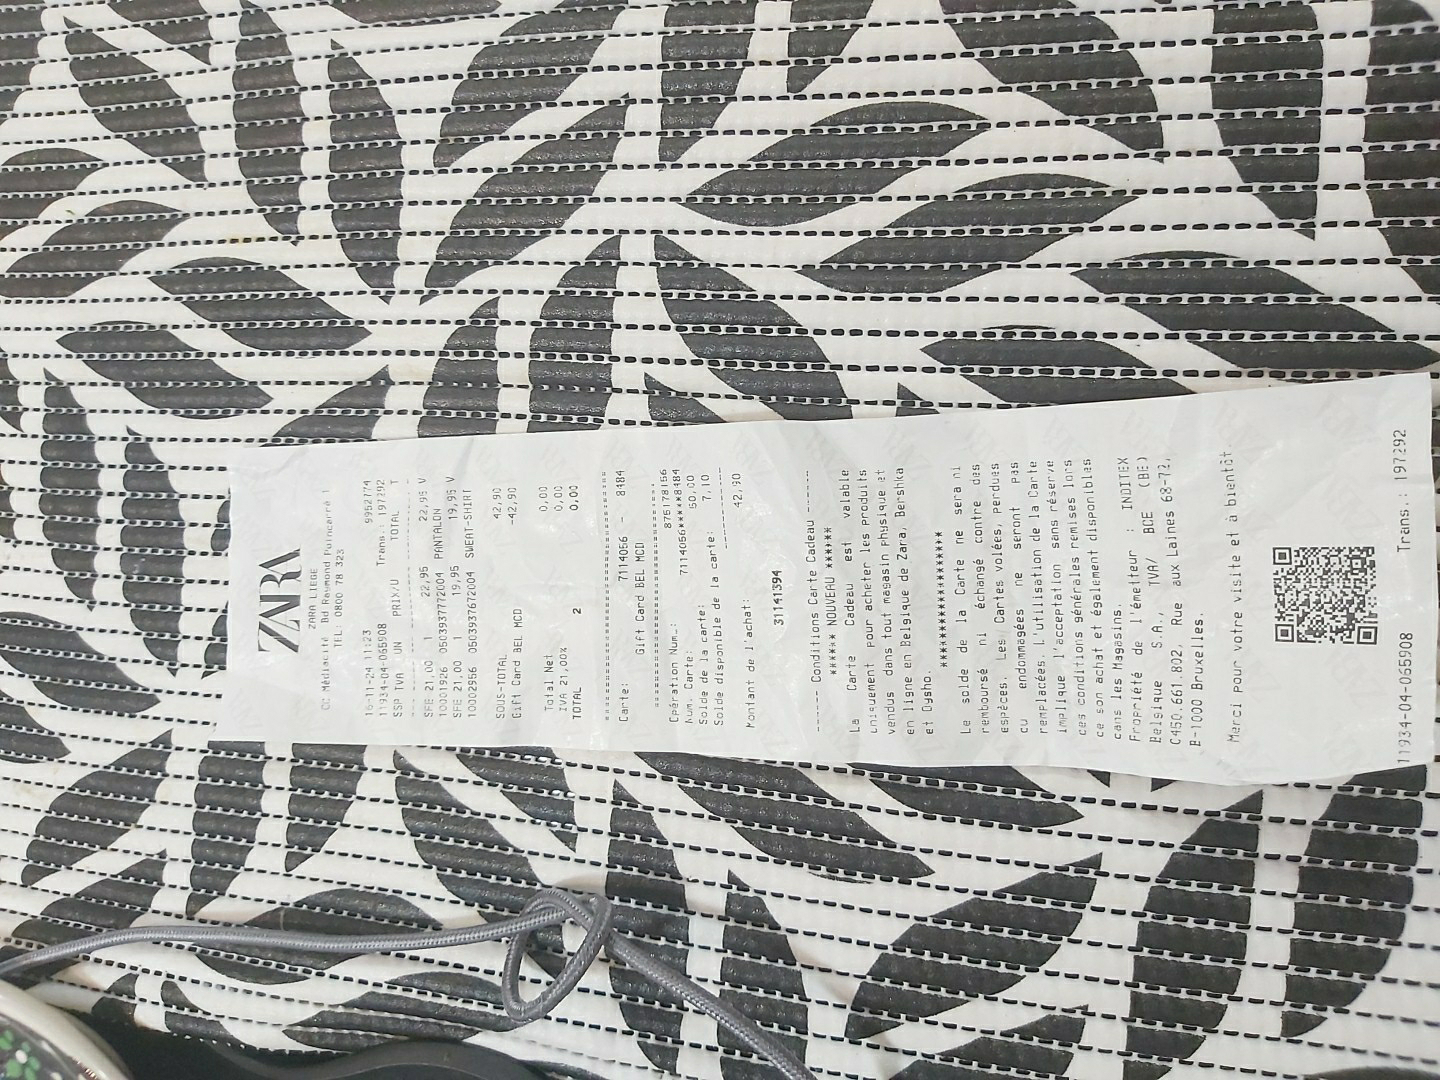 ZARA
ZARA LIEGE
CC Médiacité Bd Raymond Poincarré 1
TEL: 0800 78 323
16-11-24 11:23 9952774
11934-04-065908 Trans.: 197292
SSP IVA UN PRIX/U TOTAL T
SFE 21,00 1 22,95 22,95 V
10001926 0503937772004 PANTALON
SFE 21,00 1 19,95 19,95 V
10002956 0503937672004 SWEAT-SHIRT
SOUS-TOTAL 42,90
Gift Card BEL MCD -42,90
Total Net 0,00
IVA 21,00% 0,00
TOTAL 2 0,00
Carte: 7114056 - 8484
Gift Card BEL MCD
Opération Num.: 875178156
Num. Carte: 7114056*****8484
Solde de la carte: 50,00
Solde disponible de la carte: 7,10
Montant de l'achat: 42,90
31141394
----- Conditions Carte Cadeau -----
***** NOUVEAU ******
La Carte Cadeau est valable
uniquement pour acheter les produits
vendus dans tout magasin physique et
en ligne en Belgique de Zara, Bershka
et Oysho.
********************
Le solde de la Carte ne sera ni
remboursé ni échangé contre des
espèces. Les Cartes volées, perdues
ou endommagées ne seront pas
remplacées. L'utilisation de la Carte
implique l'acceptation sans réserve
des conditions générales remises lors
de son achat et également disponibles
dans les Magasins.
Propriété de l'émetteur : INDITEX
Belgique S.A., TVA/ BCE (BE)
C450.661.802, Rue aux Laines 68-72,
B-1000 Bruxelles.
Merci pour votre visite et à bientôt
11934-04-065908 Trans.: 197292